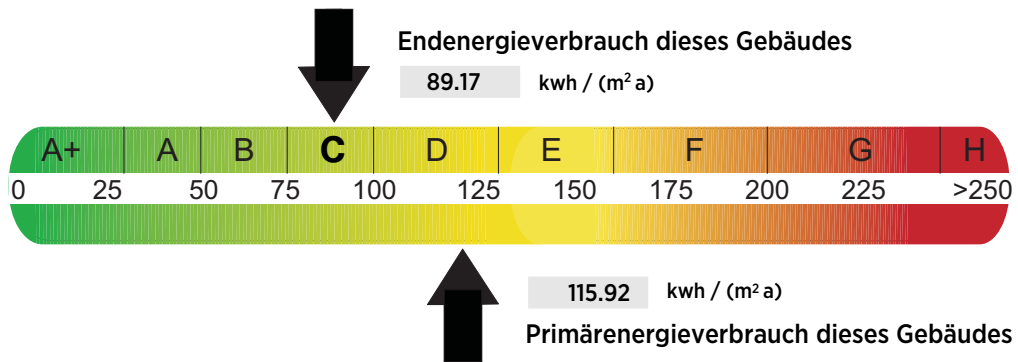 Endenergieverbrauch dieses Gebäudes
89.17 kwh / (m² a)
A+ A B C D E F G H
0 25 50 75 100 125 150 175 200 225 >250
115.92 kwh / (m² a)
Primärenergieverbrauch dieses Gebäudes